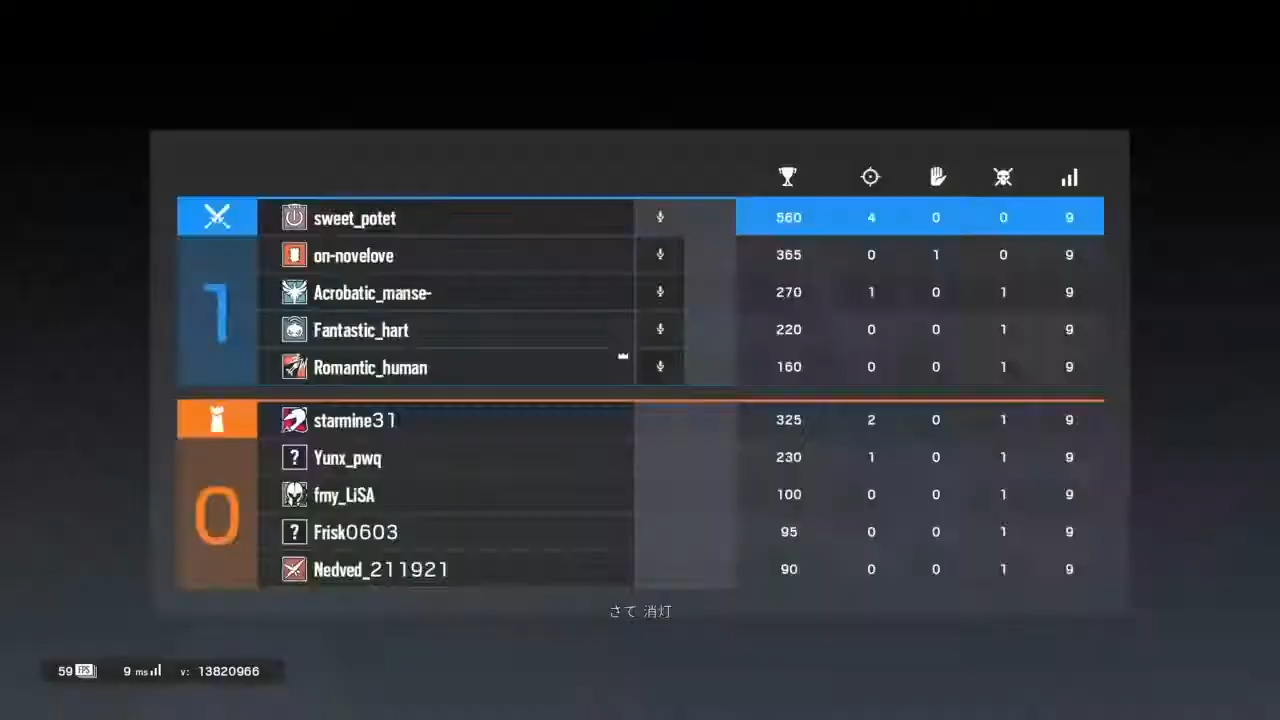 sweet_potet 560 4 0 0 9
1
on-novelove 365 0 1 0 9
Acrobatic_manse- 270 1 0 1 9
Fantastic_hart 220 0 0 1 9
Romantic_human 160 0 0 1 9
starmine31 325 2 0 1 9
0
? Yunx_pwq 230 1 0 1 9
fmy_LiSA 100 0 0 1 9
? Frisk0603 95 0 0 1 9
Nedved_211921 90 0 0 1 9
さて 消灯
59 FPS 9 ms v: 13820966